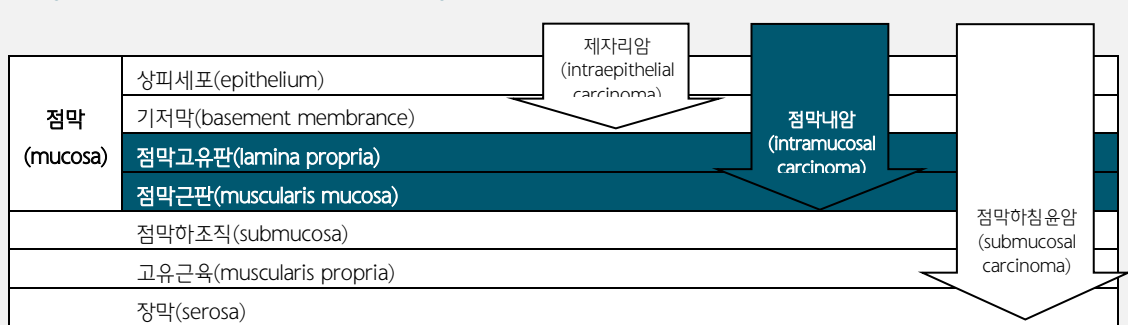 점막
(mucosa)
상피세포(epithelium)
기저막(basement membrance)
점막고유판(lamina propria)
점막근판(muscularis mucosa)
점막하조직(submucosa)
고유근육(muscularis propria)
장막(serosa)
제자리암
(intraepithelial
carcinoma)
점막내암
(intramucosal
carcinoma)
점막하침윤암
(submucosal
carcinoma)